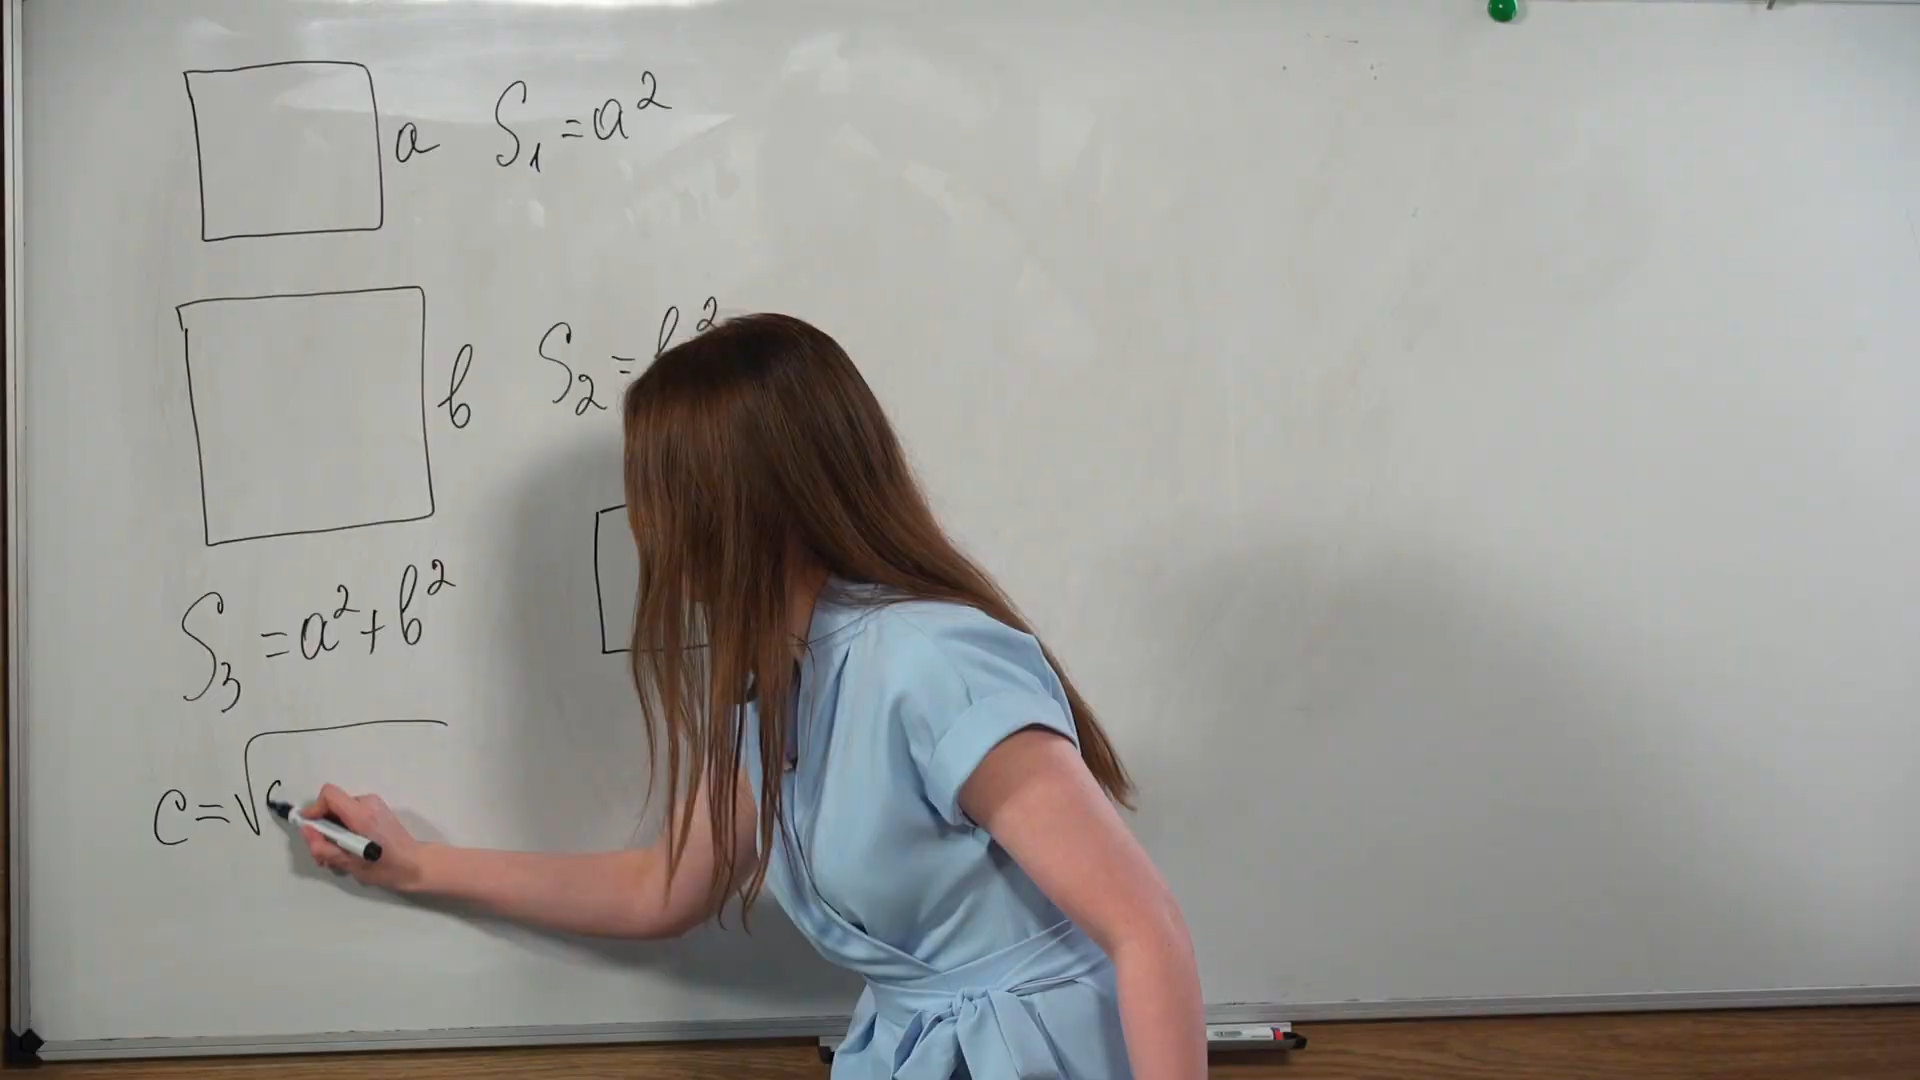 a S₁ = a²
b S₂ =
S₃ = a² + b²
c = √